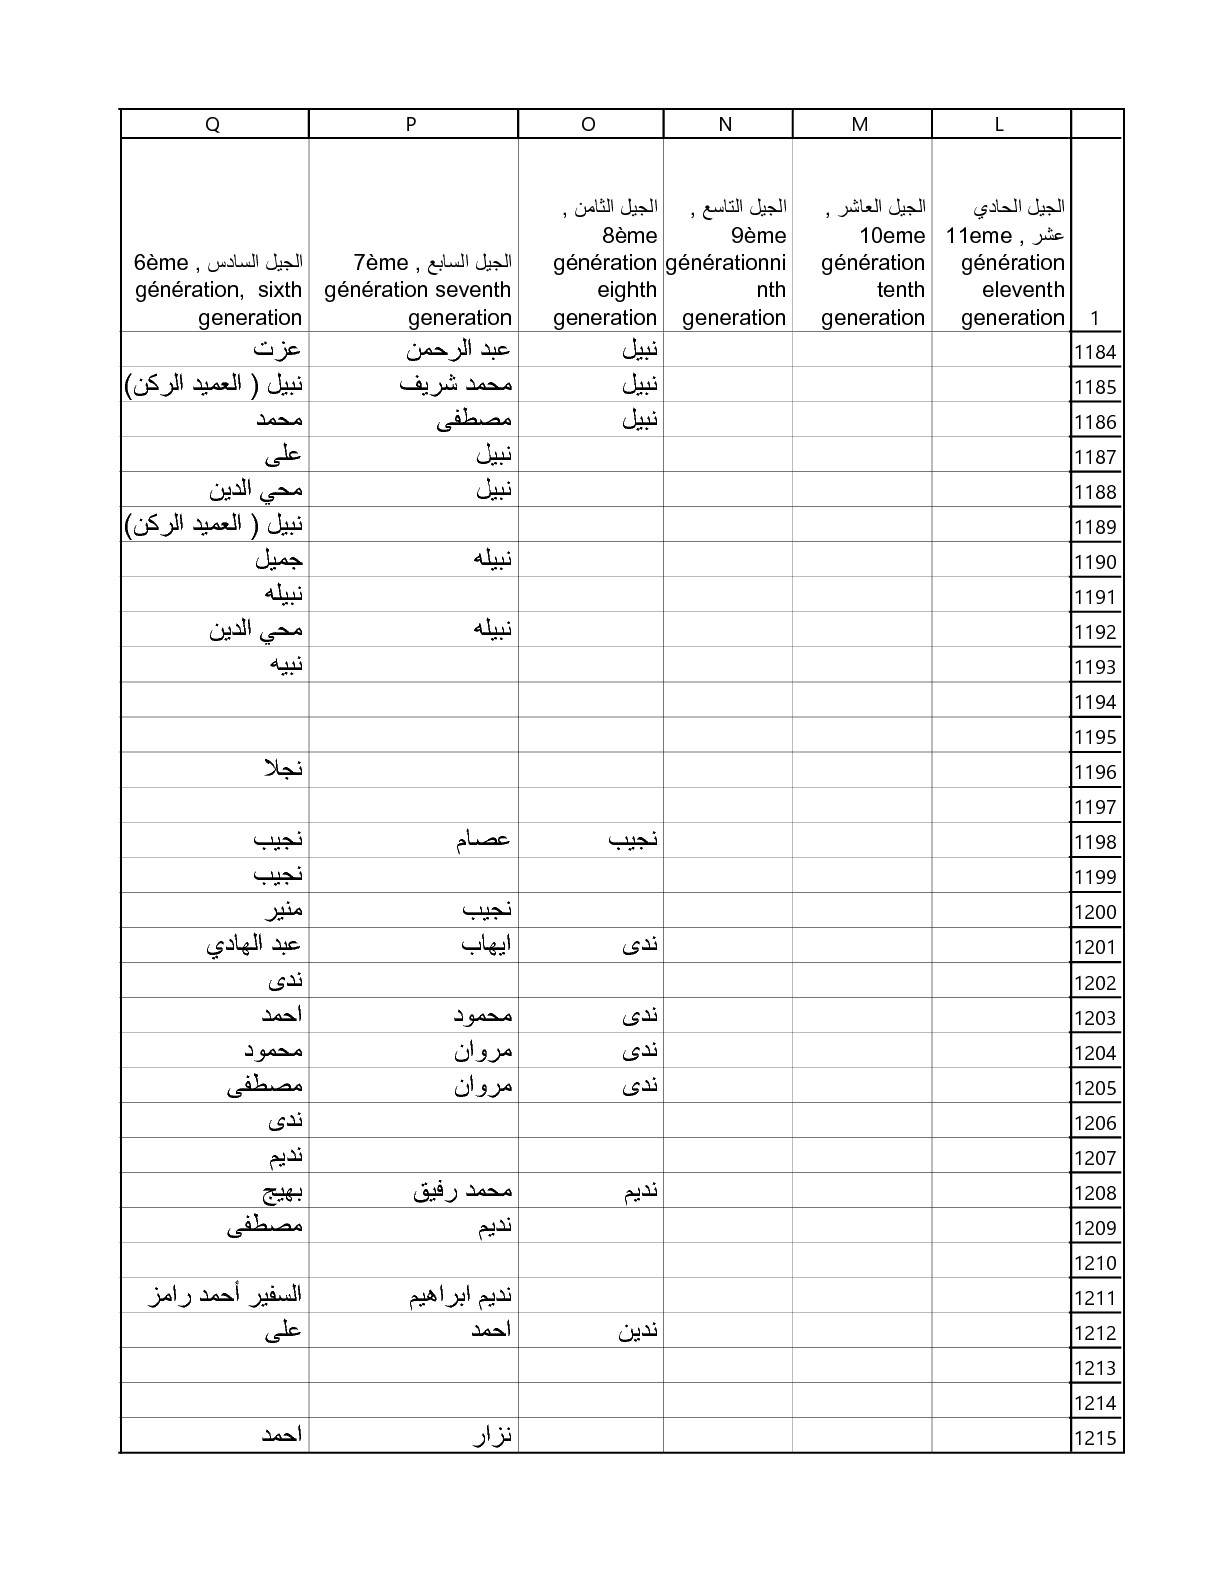 Q P O N M L
الجيل السادس , 6ème
génération, sixth
generation
الجيل السابع , 7ème
génération seventh
generation
الجيل الثامن ,
8ème
génération
eighth
generation
الجيل التاسع ,
9ème
générationni
nth
generation
الجيل العاشر ,
10eme
génération
tenth
generation
الجيل الحادي
عشر , 11eme
génération
eleventh
generation
1
عزت عبد الرحمن نبيل 1184
نبيل ( العميد الركن) محمد شريف نبيل 1185
محمد مصطفى نبيل 1186
على نبيل 1187
محي الدين نبيل 1188
نبيل ( العميد الركن) 1189
جميل نبيله 1190
نبيله 1191
محي الدين نبيله 1192
نبيه 1193
1194
1195
نجلا 1196
1197
نجيب عصام نجيب 1198
نجيب 1199
منير نجيب 1200
عبد الهادي ايهاب ندى 1201
ندى 1202
احمد محمود ندى 1203
محمود مروان ندى 1204
مصطفى مروان ندى 1205
ندى 1206
نديم 1207
بهيج محمد رفيق نديم 1208
مصطفى نديم 1209
1210
السفير أحمد رامز نديم ابراهيم 1211
على احمد ندين 1212
1213
1214
احمد نزار 1215